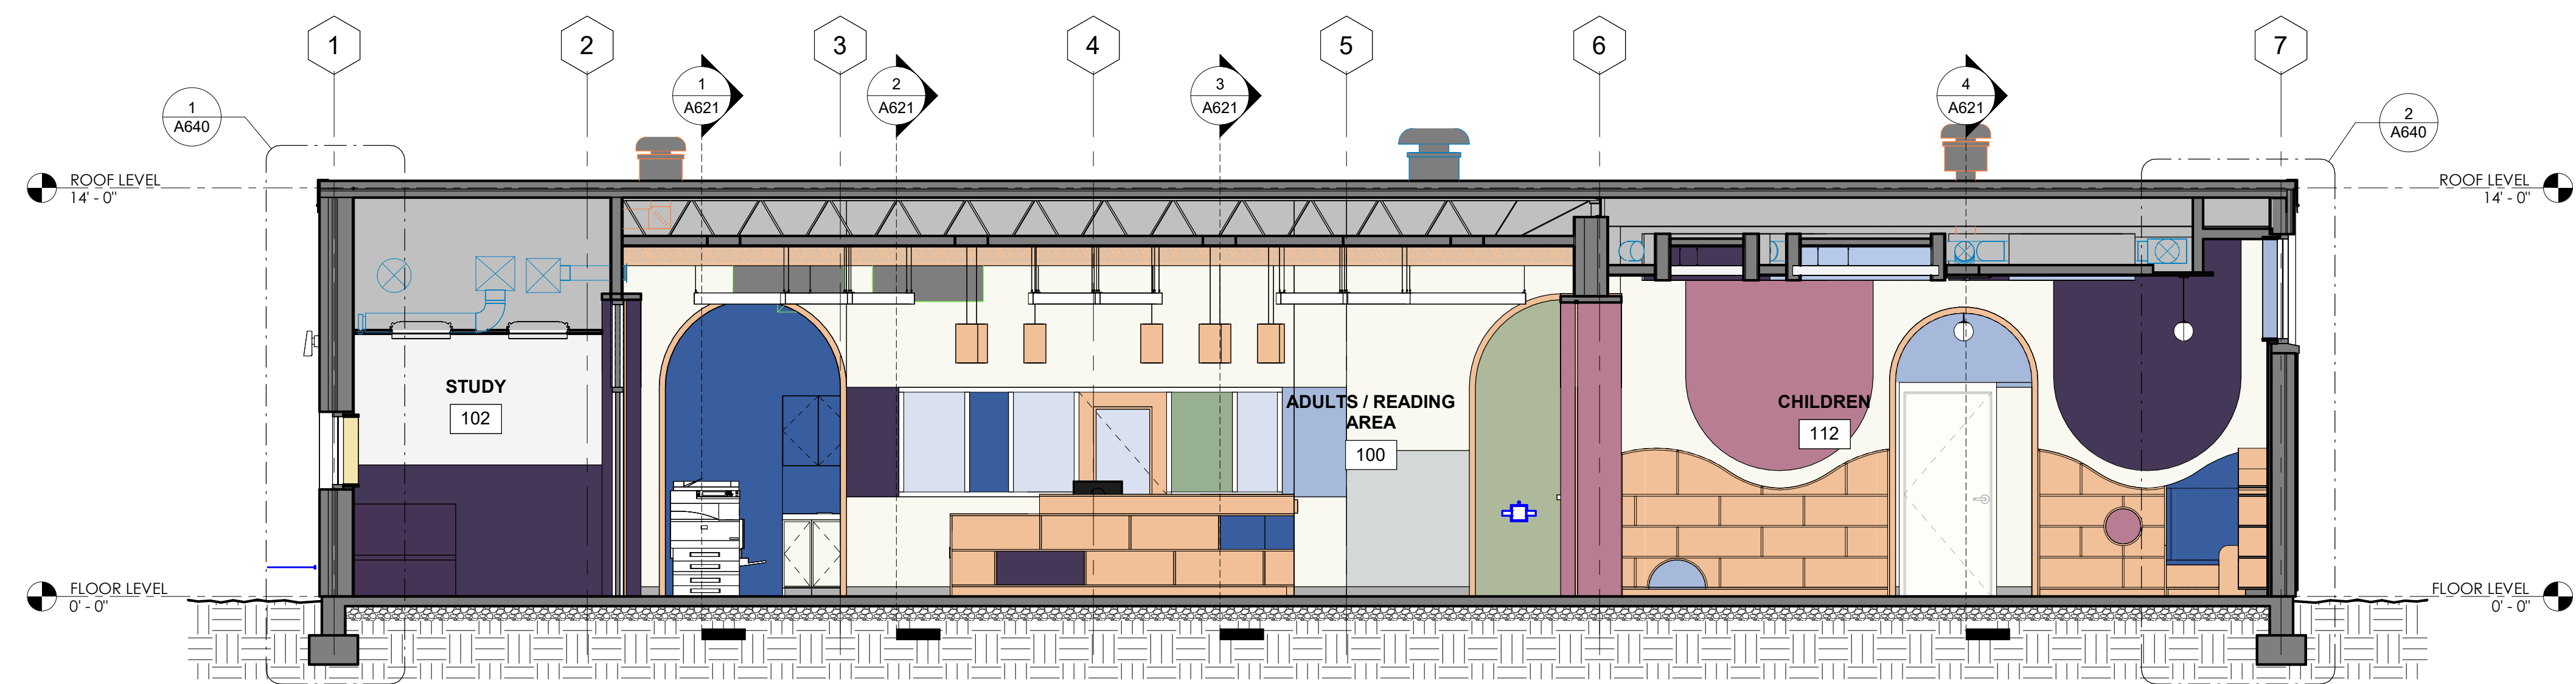 1
2
3
4
5
6
7
1
A621
2
A621
3
A621
4
A621
1
A640
2
A640
ROOF LEVEL
14' - 0"
ROOF LEVEL
14' - 0"
STUDY
102
ADULTS / READING
AREA
100
CHILDREN
112
FLOOR LEVEL
0' - 0"
FLOOR LEVEL
0' - 0"